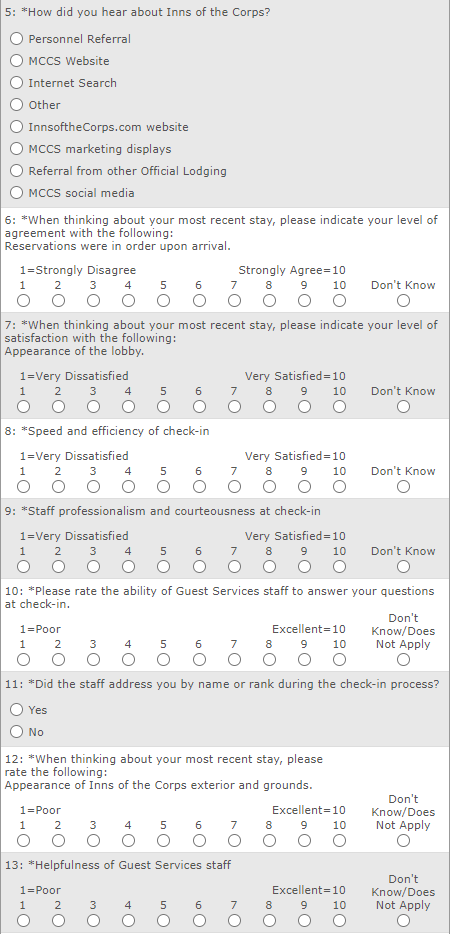 5: *How did you hear about Inns of the Corps?
Personnel Referral
MCCS Website
Internet Search
Other
InnsoftheCorps.com website
MCCS marketing displays
Referral from other Official Lodging
MCCS social media
6: *When thinking about your most recent stay, please indicate your level of
agreement with the following:
Reservations were in order upon arrival.
1=Strongly Disagree Strongly Agree=10
1 2 3 4 5 6 7 8 9 10 Don't Know
7: *When thinking about your most recent stay, please indicate your level of
satisfaction with the following:
Appearance of the lobby.
1=Very Dissatisfied Very Satisfied=10
1 2 3 4 5 6 7 8 9 10 Don't Know
8: *Speed and efficiency of check-in
1=Very Dissatisfied Very Satisfied=10
1 2 3 4 5 6 7 8 9 10 Don't Know
9: *Staff professionalism and courteousness at check-in
1=Very Dissatisfied Very Satisfied=10
1 2 3 4 5 6 7 8 9 10 Don't Know
10: *Please rate the ability of Guest Services staff to answer your questions
at check-in.
Don't
1=Poor Excellent=10 Know/Does
1 2 3 4 5 6 7 8 9 10 Not Apply
11: *Did the staff address you by name or rank during the check-in process?
Yes
No
12: *When thinking about your most recent stay, please
rate the following:
Appearance of Inns of the Corps exterior and grounds.
Don't
1=Poor Excellent=10 Know/Does
1 2 3 4 5 6 7 8 9 10 Not Apply
13: *Helpfulness of Guest Services staff
Don't
1=Poor Excellent=10 Know/Does
1 2 3 4 5 6 7 8 9 10 Not Apply